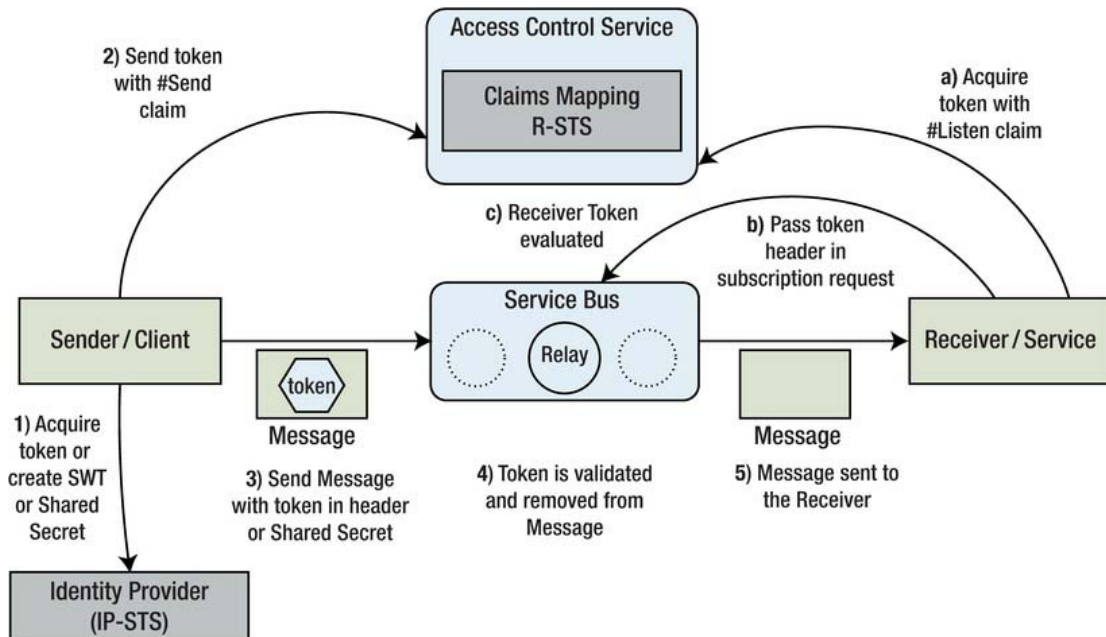 Access Control Service
Claims Mapping
R-STS
2) Send token
with #Send
claim
a) Acquire
token with
#Listen claim
c) Receiver Token
evaluated
b) Pass token
header in
subscription request
Sender / Client
Service Bus
Relay
Receiver / Service
token
Message
Message
1) Acquire
token or
create SWT
or Shared
Secret
3) Send Message
with token in header
or Shared Secret
4) Token is validated
and removed from
Message
5) Message sent to
the Receiver
Identity Provider
(IP-STS)